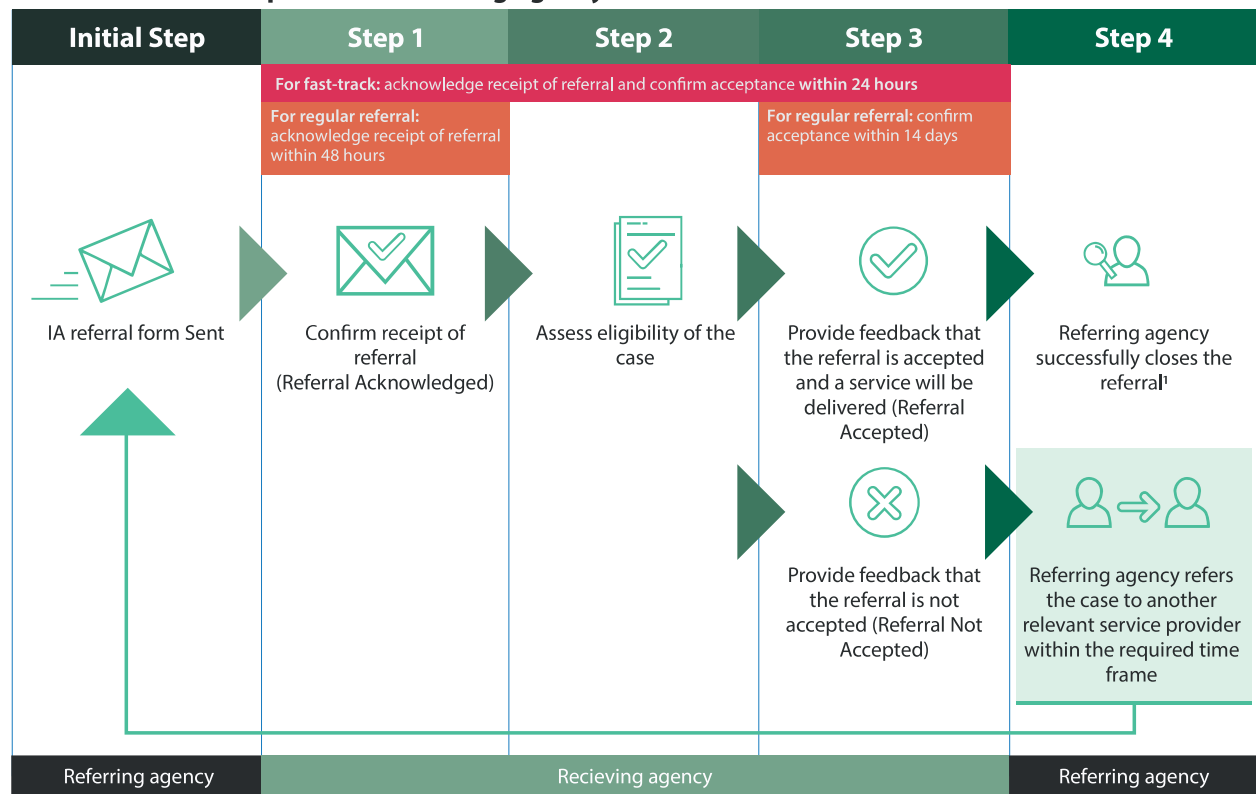 Initial Step
Step 1
Step 2
Step 3
Step 4
For fast-track: acknowledge receipt of referral and confirm acceptance within 24 hours
For regular referral:
acknowledge receipt of referral
within 48 hours
For regular referral: confirm
acceptance within 14 days
IA referral form Sent
Confirm receipt of
referral
(Referral Acknowledged)
Assess eligibility of the
case
Provide feedback that
the referral is accepted
and a service will be
delivered (Referral
Accepted)
Referring agency
successfully closes the
referral¹
Provide feedback that
the referral is not
accepted (Referral Not
Accepted)
Referring agency refers
the case to another
relevant service provider
within the required time
frame
Referring agency
Recieving agency
Referring agency